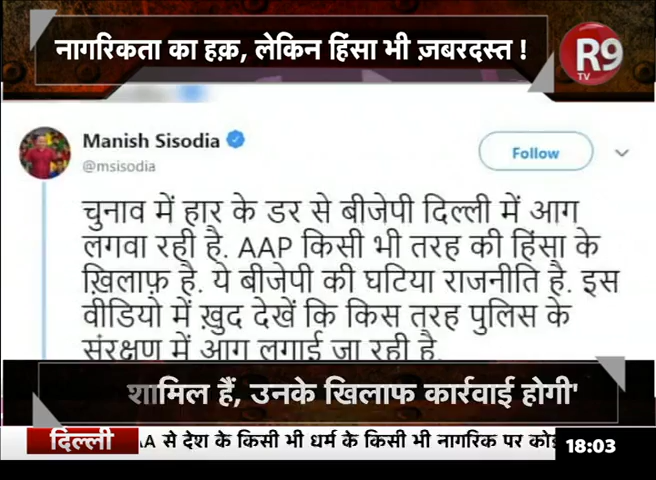 नागरिकता का हक़, लेकिन हिंसा भी ज़बरदस्त !
R9
TV
Manish Sisodia
@msisodia
Follow
चुनाव में हार के डर से बीजेपी दिल्ली में आग
लगवा रही है. AAP किसी भी तरह की हिंसा के
ख़िलाफ़ है. ये बीजेपी की घटिया राजनीति है. इस
वीडियो में ख़ुद देखें कि किस तरह पुलिस के
संरक्षण में आग लगाई जा रही है.
शामिल हैं, उनके खिलाफ कार्रवाई होगी'
दिल्ली
AA से देश के किसी भी धर्म के किसी भी नागरिक पर
18:03